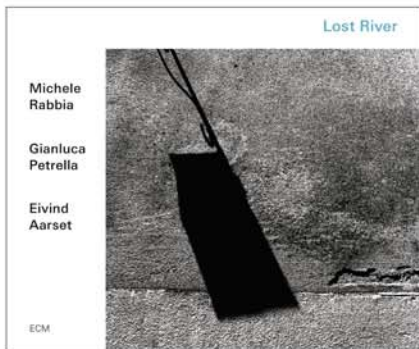 Lost River
Michele
Rabbia
Gianluca
Petrella
Eivind
Aarset
ECM